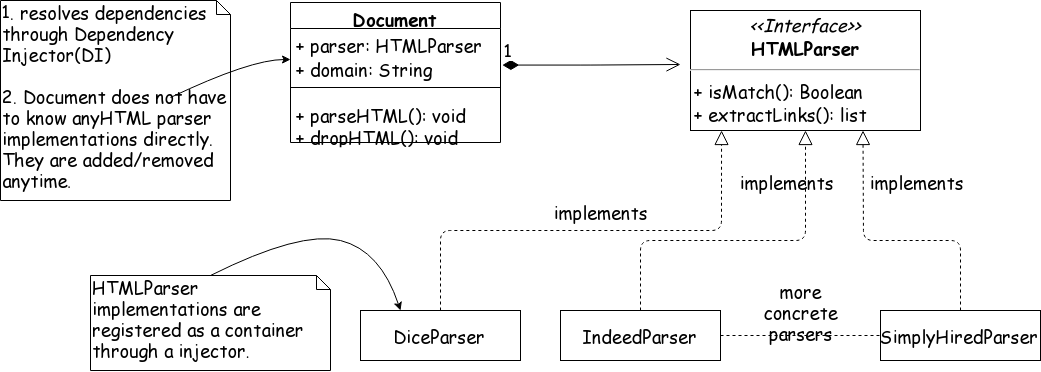 1. resolves dependencies
through Dependency
Injector(DI)
2. Document does not have
to know anyHTML parser
implementations directly.
They are added/removed
anytime.
Document
+ parser: HTMLParser
+ domain: String
+ parseHTML(): void
+ dropHTML(): void
1
<<Interface>>
HTMLParser
+ isMatch(): Boolean
+ extractLinks(): list
implements
implements
implements
HTMLParser
implementations are
registered as a container
through a injector.
DiceParser
IndeedParser
more
concrete
parsers
SimplyHiredParser